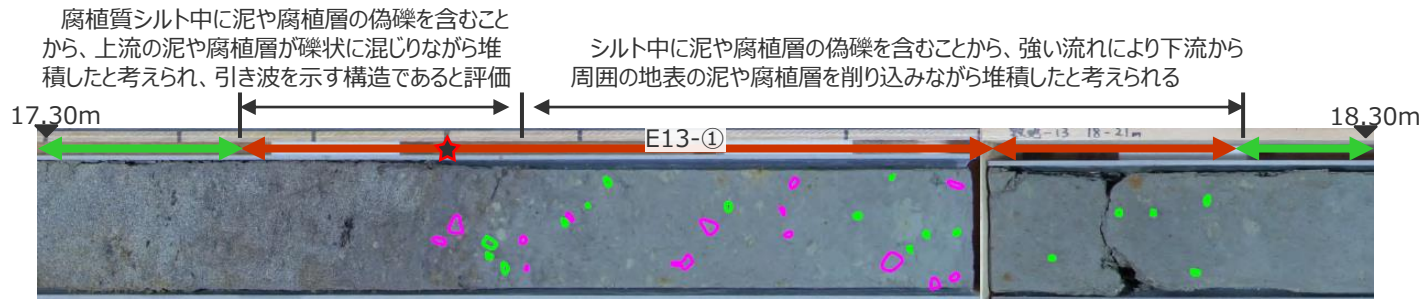 腐植質シルト中に泥や腐植層の偽礫を含むこと
から、上流の泥や腐植層が礫状に混じりながら堆
積したと考えられ、引き波を示す構造であると評価
シルト中に泥や腐植層の偽礫を含むことから、強い流れにより下流から
周囲の地表の泥や腐植層を削り込みながら堆積したと考えられる
17.30m
18.30m
E13-①
-13 18-21m